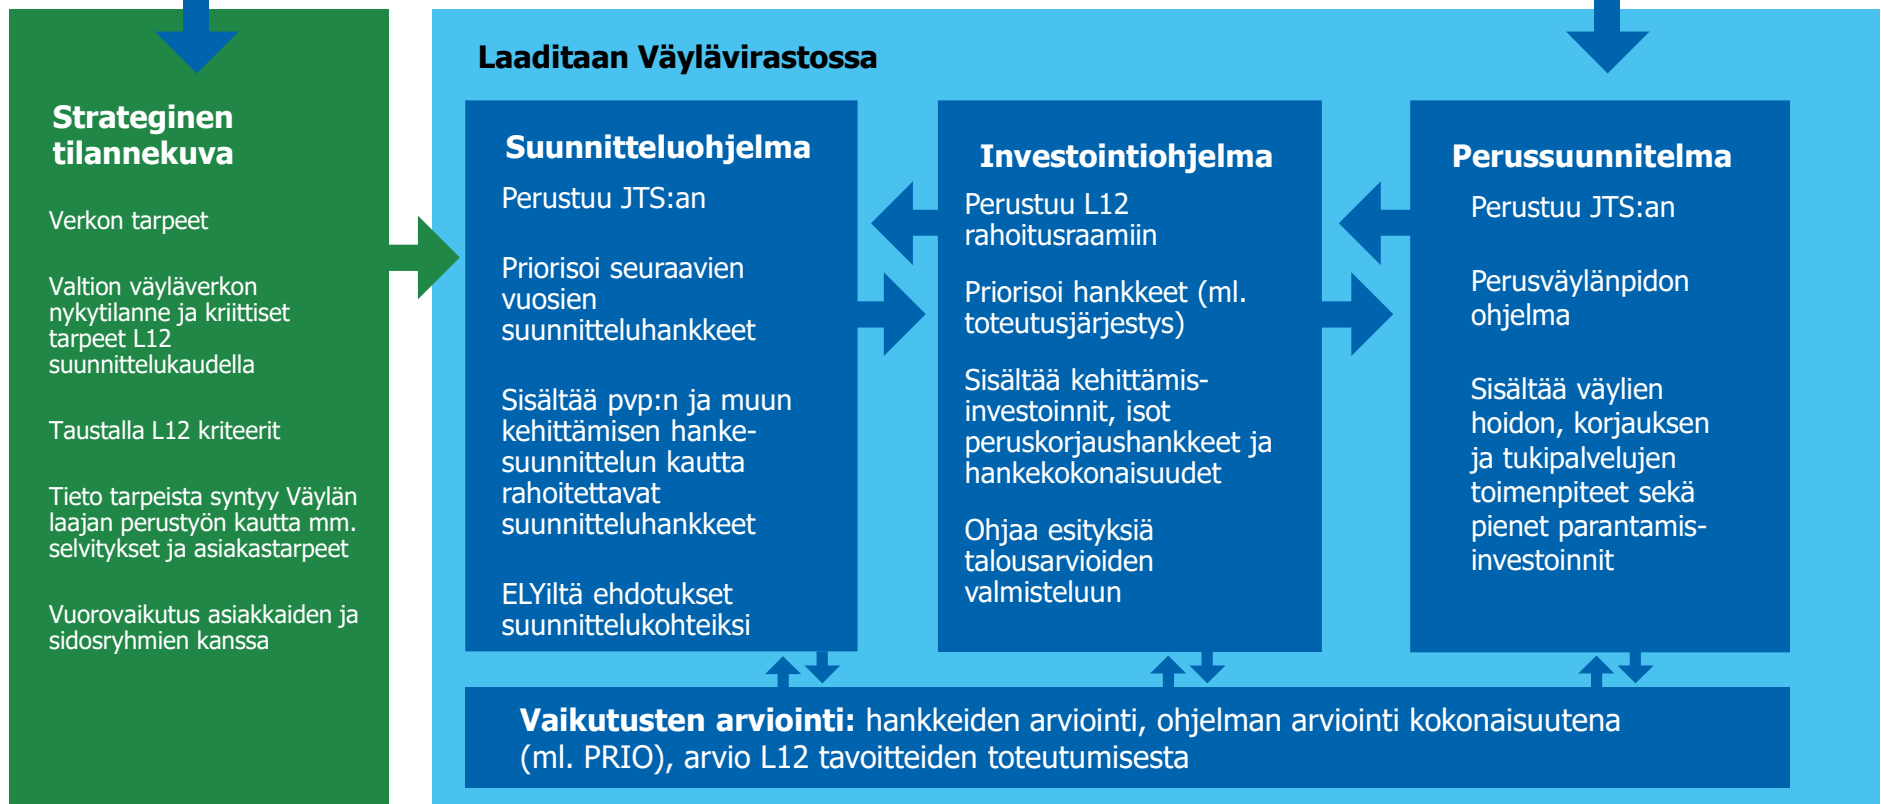 Strateginen
tilannekuva
Verkon tarpeet
Valtion väyläverkon
nykytilanne ja kriittiset
tarpeet L12
suunnittelukaudella
Taustalla L12 kriteerit
Tieto tarpeista syntyy Väylän
laajan perustyön kautta mm.
selvitykset ja asiakastarpeet
Vuorovaikutus asiakkaiden ja
sidosryhmien kanssa
Laaditaan Väylävirastossa
Suunnitteluohjelma
Perustuu JTS:an
Priorisoi seuraavien
vuosien
suunnitteluhankkeet
Sisältää pvp:n ja muun
kehittämisen hanke-
suunnittelun kautta
rahoitettavat
suunnitteluhankkeet
ELYiltä ehdotukset
suunnittelukohteiksi
Investointiohjelma
Perustuu L12
rahoitusraamiin
Priorisoi hankkeet (ml.
toteutusjärjestys)
Sisältää kehittämis-
investoinnit, isot
peruskorjaushankkeet ja
hankekokonaisuudet
Ohjaa esityksiä
talousarvioiden
valmisteluun
Perussuunnitelma
Perustuu JTS:an
Perusväylänpidon
ohjelma
Sisältää väylien
hoidon, korjauksen
ja tukipalvelujen
toimenpiteet sekä
pienet parantamis-
investoinnit
Vaikutusten arviointi: hankkeiden arviointi, ohjelman arviointi kokonaisuutena
(ml. PRIO), arvio L12 tavoitteiden toteutumisesta